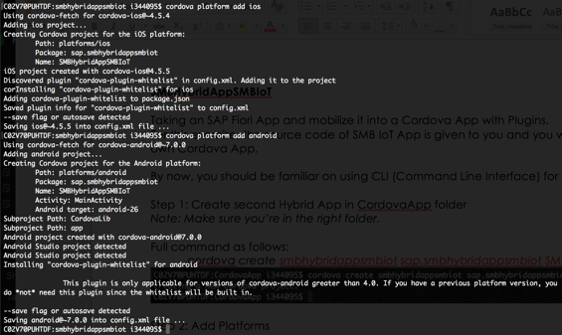 C02V70PUHTDF:smbhybridappsmbiot i344095$ cordova platform add ios
Using cordova-fetch for cordova-ios@~4.5.4
Adding ios project...
Creating Cordova project for the iOS platform:
Path: platforms/ios
Package: sap.smbhybridappsmbiot
Name: SMBHybridAppSMBIoT
iOS project created with cordova-ios@4.5.5
Discovered plugin "cordova-plugin-whitelist" in config.xml. Adding it to the project
Installing "cordova-plugin-whitelist" for ios
Adding cordova-plugin-whitelist to package.json
Saved plugin info for "cordova-plugin-whitelist" to config.xml
--save flag or autosave detected
Saving ios@~4.5.5 into config.xml file ...
C02V70PUHTDF:smbhybridappsmbiot i344095$ cordova platform add android
Using cordova-fetch for cordova-android@~7.0.0
Adding android project...
Creating Cordova project for the Android platform:
Path: platforms/android
Package: sap.smbhybridappsmbiot
Name: SMBHybridAppSMBIoT
Activity: MainActivity
Android target: android-26
Subproject Path: CordovaLib
Subproject Path: app
Android project created with cordova-android@7.0.0
Android Studio project detected
Android Studio project detected
Installing "cordova-plugin-whitelist" for android
This plugin is only applicable for versions of cordova-android greater than 4.0. If you have a previous platform version, you
do *not* need this plugin since the whitelist will be built in.
--save flag or autosave detected
Saving android@~7.0.0 into config.xml file ...
C02V70PUHTDF:smbhybridappsmbiot i344095$
AaBbCc AaBb
HybridAppSMBIoT
Taking an SAP Fiori App and mobilize it into a Cordova App with Plugins.
source code of SMB IoT App is given to you and you w
own Cordova App.
By now, you should be familiar on using CLI (Command Line Interface) for
Step 1: Create second Hybrid App in CordovaApp folder
Note: Make sure you're in the right folder.
Full command as follows:
cordova create smbhybridappsmbiot sap.smbhybridappsmbiot SM
C02V70PUHTDF:CordovaApp i344095$ cordova create smbhybridappsmbiot sap.smbhybridappsmbi
2: Add Platforms